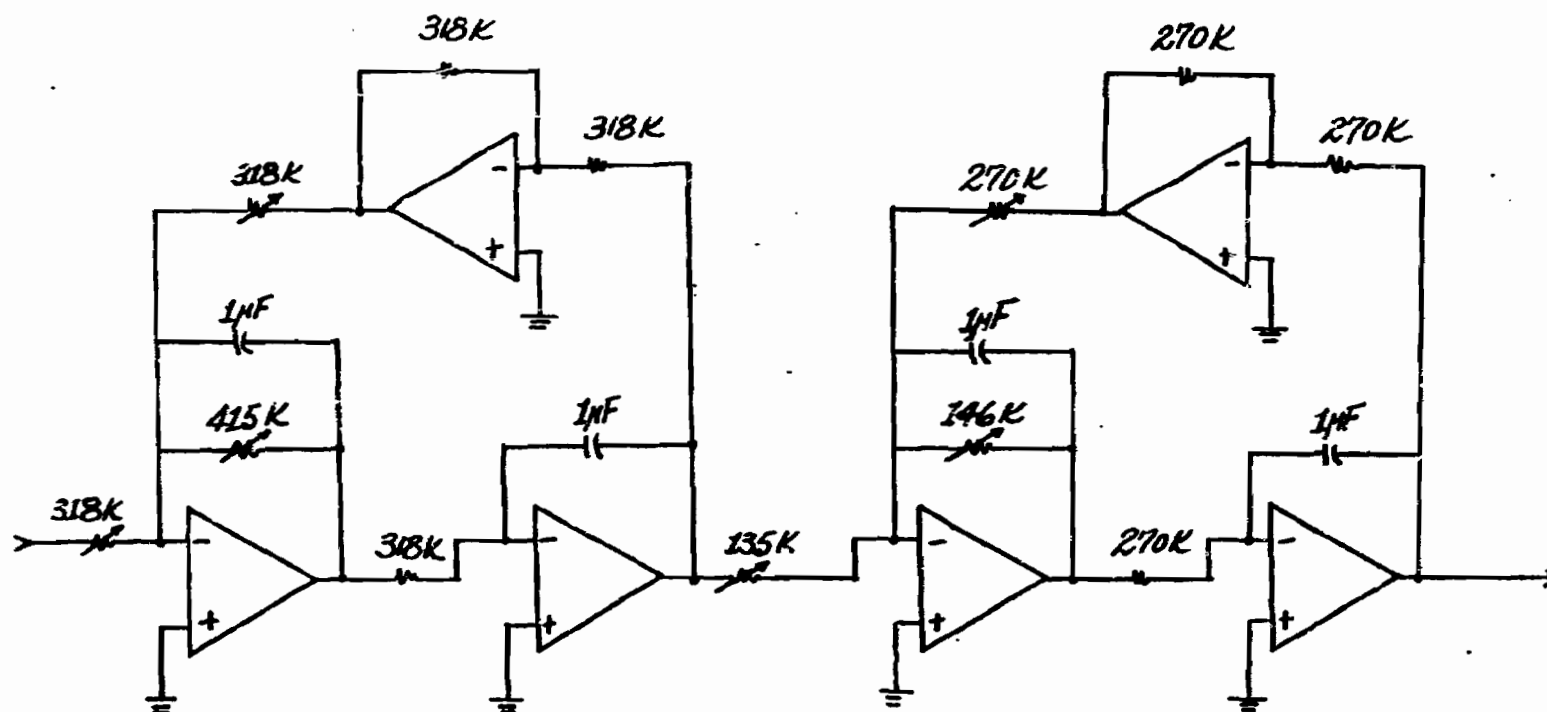 318K
270K
318K
270K
318K
270K
-
-
+
+
1µF
1µF
415K
1µF
146K
1µF
318K
-
318K
-
135K
-
270K
-
+
+
+
+